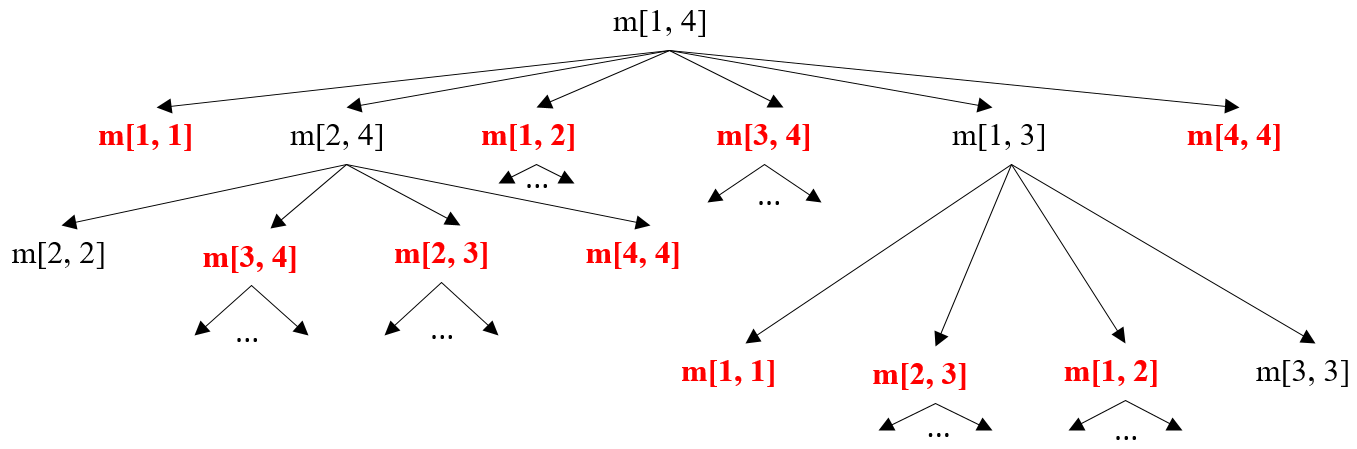 m[1, 4]
m[1, 1] m[2, 4] m[1, 2] m[3, 4] m[1, 3] m[4, 4]
... ...
m[2, 2] m[3, 4] m[2, 3] m[4, 4]
... ...
m[1, 1] m[2, 3] m[1, 2] m[3, 3]
... ...